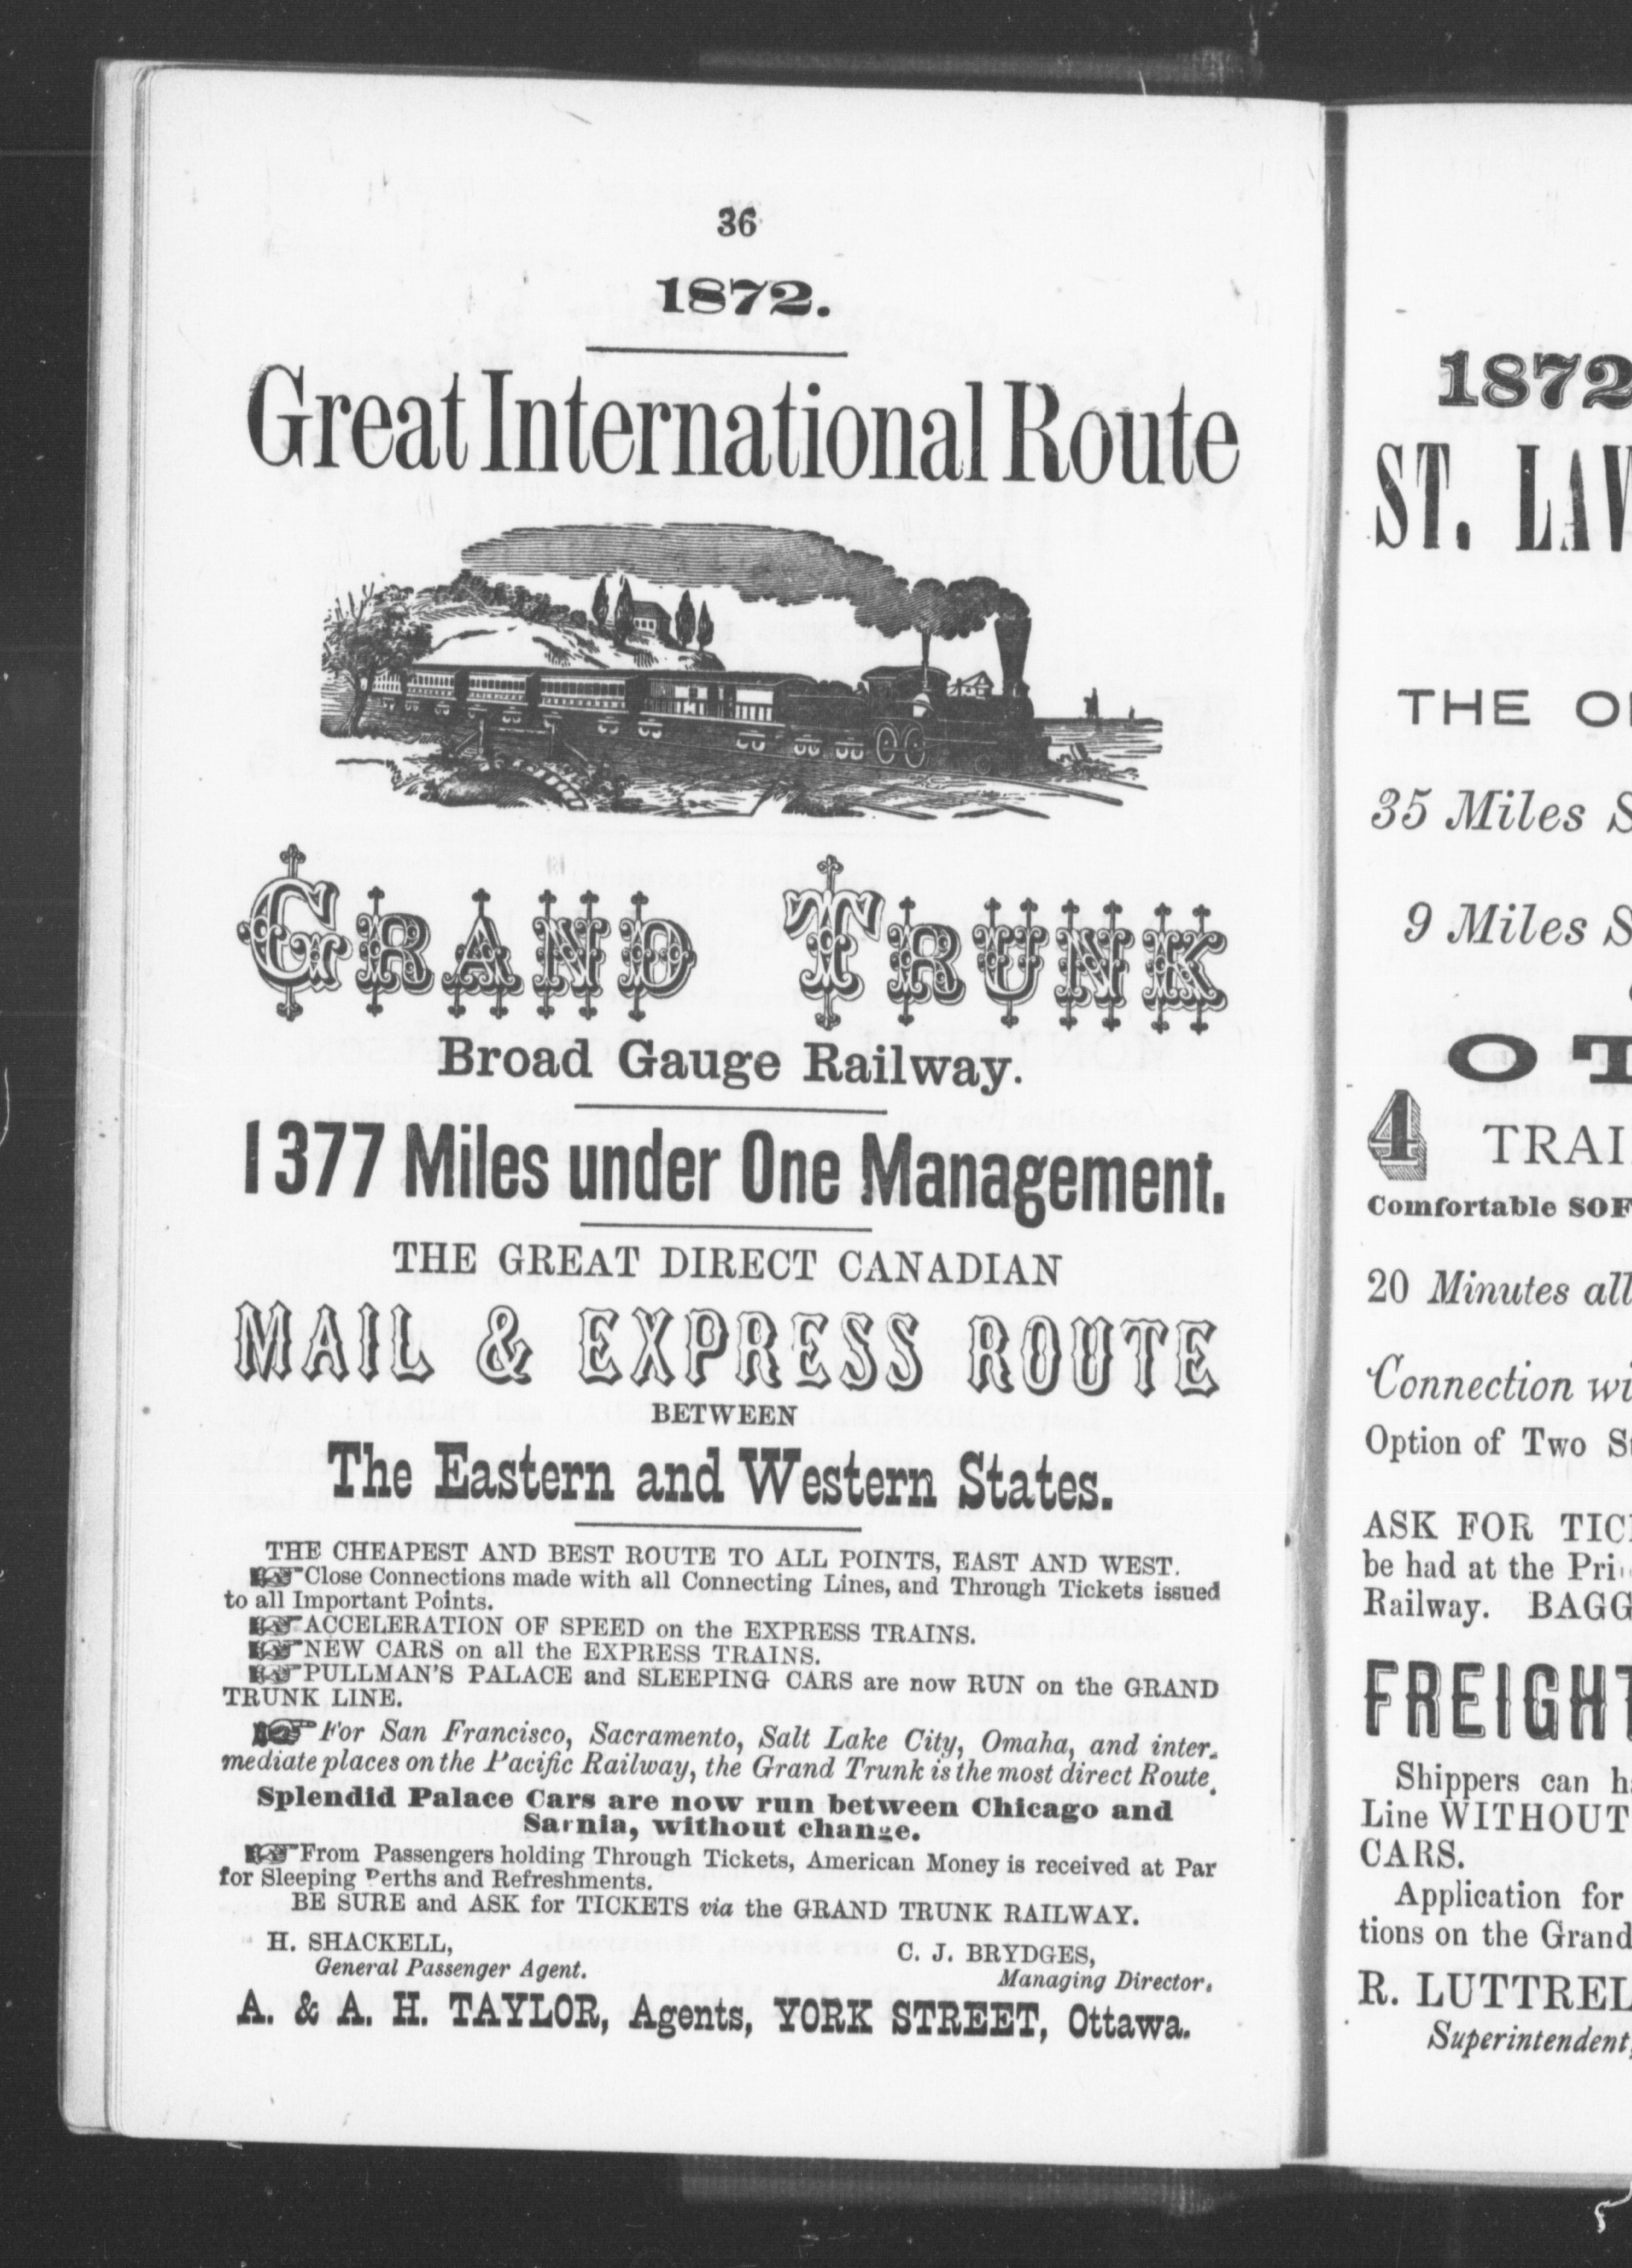 36
1872.
Great International Route
GRAND TRUNK
Broad Gauge Railway.
1377 Miles under One Management.
THE GREAT DIRECT CANADIAN
MAIL & EXPRESS ROUTE
BETWEEN
The Eastern and Western States.
THE CHEAPEST AND BEST ROUTE TO ALL POINTS, EAST AND WEST.
☞Close Connections made with all Connecting Lines, and Through Tickets issued
to all Important Points.
☞ACCELERATION OF SPEED on the EXPRESS TRAINS.
☞NEW CARS on all the EXPRESS TRAINS.
☞PULLMAN'S PALACE and SLEEPING CARS are now RUN on the GRAND
TRUNK LINE.
☞For San Francisco, Sacramento, Salt Lake City, Omaha, and inter-
mediate places on the Pacific Railway, the Grand Trunk is the most direct Route.
Splendid Palace Cars are now run between Chicago and
Sarnia, without change.
☞From Passengers holding Through Tickets, American Money is received at Par
for Sleeping Perths and Refreshments.
BE SURE and ASK for TICKETS via the GRAND TRUNK RAILWAY.
H. SHACKELL,
General Passenger Agent.
C. J. BRYDGES,
Managing Director.
A. & A. H. TAYLOR, Agents, YORK STREET, Ottawa.
1872
ST. LAW
THE O
35 Miles S
9 Miles S
OT
4 TRAI
Comfortable SOF
20 Minutes all
Connection wi
Option of Two St
ASK FOR TIC
be had at the Pri
Railway. BAGG
FREIGHT
Shippers can h
Line WITHOUT
CARS.
Application for
tions on the Grand
R. LUTTREL
Superintendent,